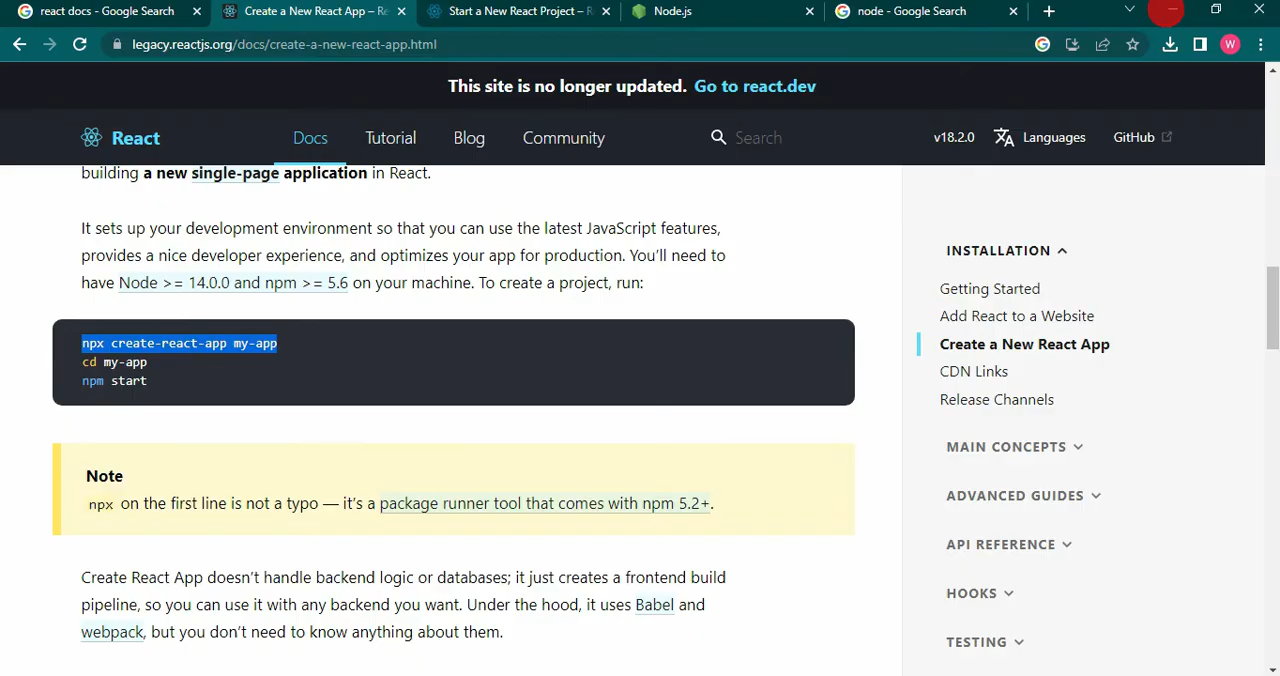 react docs - Google Search
Create a New React App – Re
Start a New React Project – R
Node.js
node - Google Search
legacy.reactjs.org/docs/create-a-new-react-app.html
W
This site is no longer updated. Go to react.dev
React
Docs
Tutorial
Blog
Community
Search
v18.2.0
Languages
GitHub
building a new single-page application in React.
It sets up your development environment so that you can use the latest JavaScript features,
provides a nice developer experience, and optimizes your app for production. You’ll need to
have Node >= 14.0.0 and npm >= 5.6 on your machine. To create a project, run:
npx create-react-app my-app
cd my-app
npm start
Note
npx on the first line is not a typo — it’s a package runner tool that comes with npm 5.2+.
Create React App doesn’t handle backend logic or databases; it just creates a frontend build
pipeline, so you can use it with any backend you want. Under the hood, it uses Babel and
webpack, but you don’t need to know anything about them.
INSTALLATION
Getting Started
Add React to a Website
Create a New React App
CDN Links
Release Channels
MAIN CONCEPTS
ADVANCED GUIDES
API REFERENCE
HOOKS
TESTING